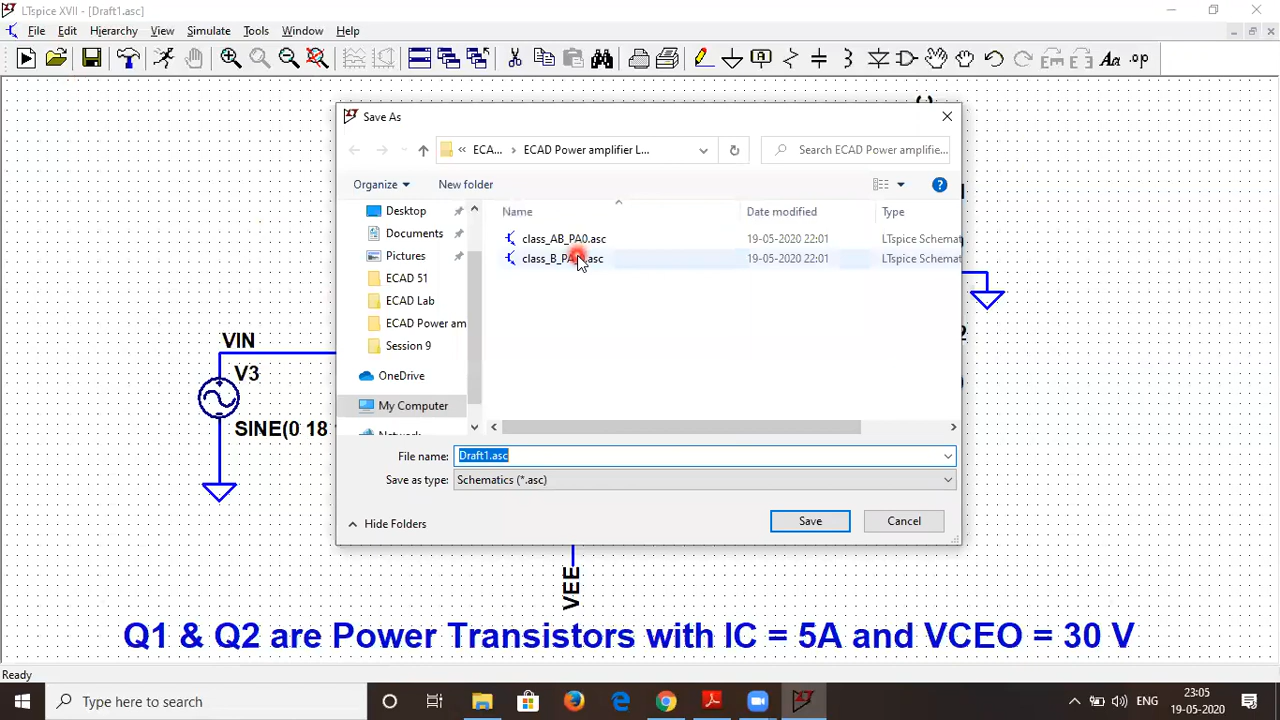 LTspice XVII - [Draft1.asc]
File Edit Hierarchy View Simulate Tools Window Help
Save As
« ECA... › ECAD Power amplifier L...
Search ECAD Power amplifie...
Organize
New folder
Name
Date modified
Type
Desktop
Documents
Pictures
ECAD 51
ECAD Lab
ECAD Power am
Session 9
OneDrive
My Computer
class_AB_PA0.asc 19-05-2020 22:01 LTspice Schemat
19-05-2020 22:01 LTspice Schemat
File name: Draft1.asc
Save as type: Schematics (*.asc)
Hide Folders
Save
Cancel
VIN
V3
SINE(0 18
VEE
Q1 & Q2 are Power Transistors with IC = 5A and VCEO = 30 V
Ready
Type here to search
ENG
23:05
19-05-2020